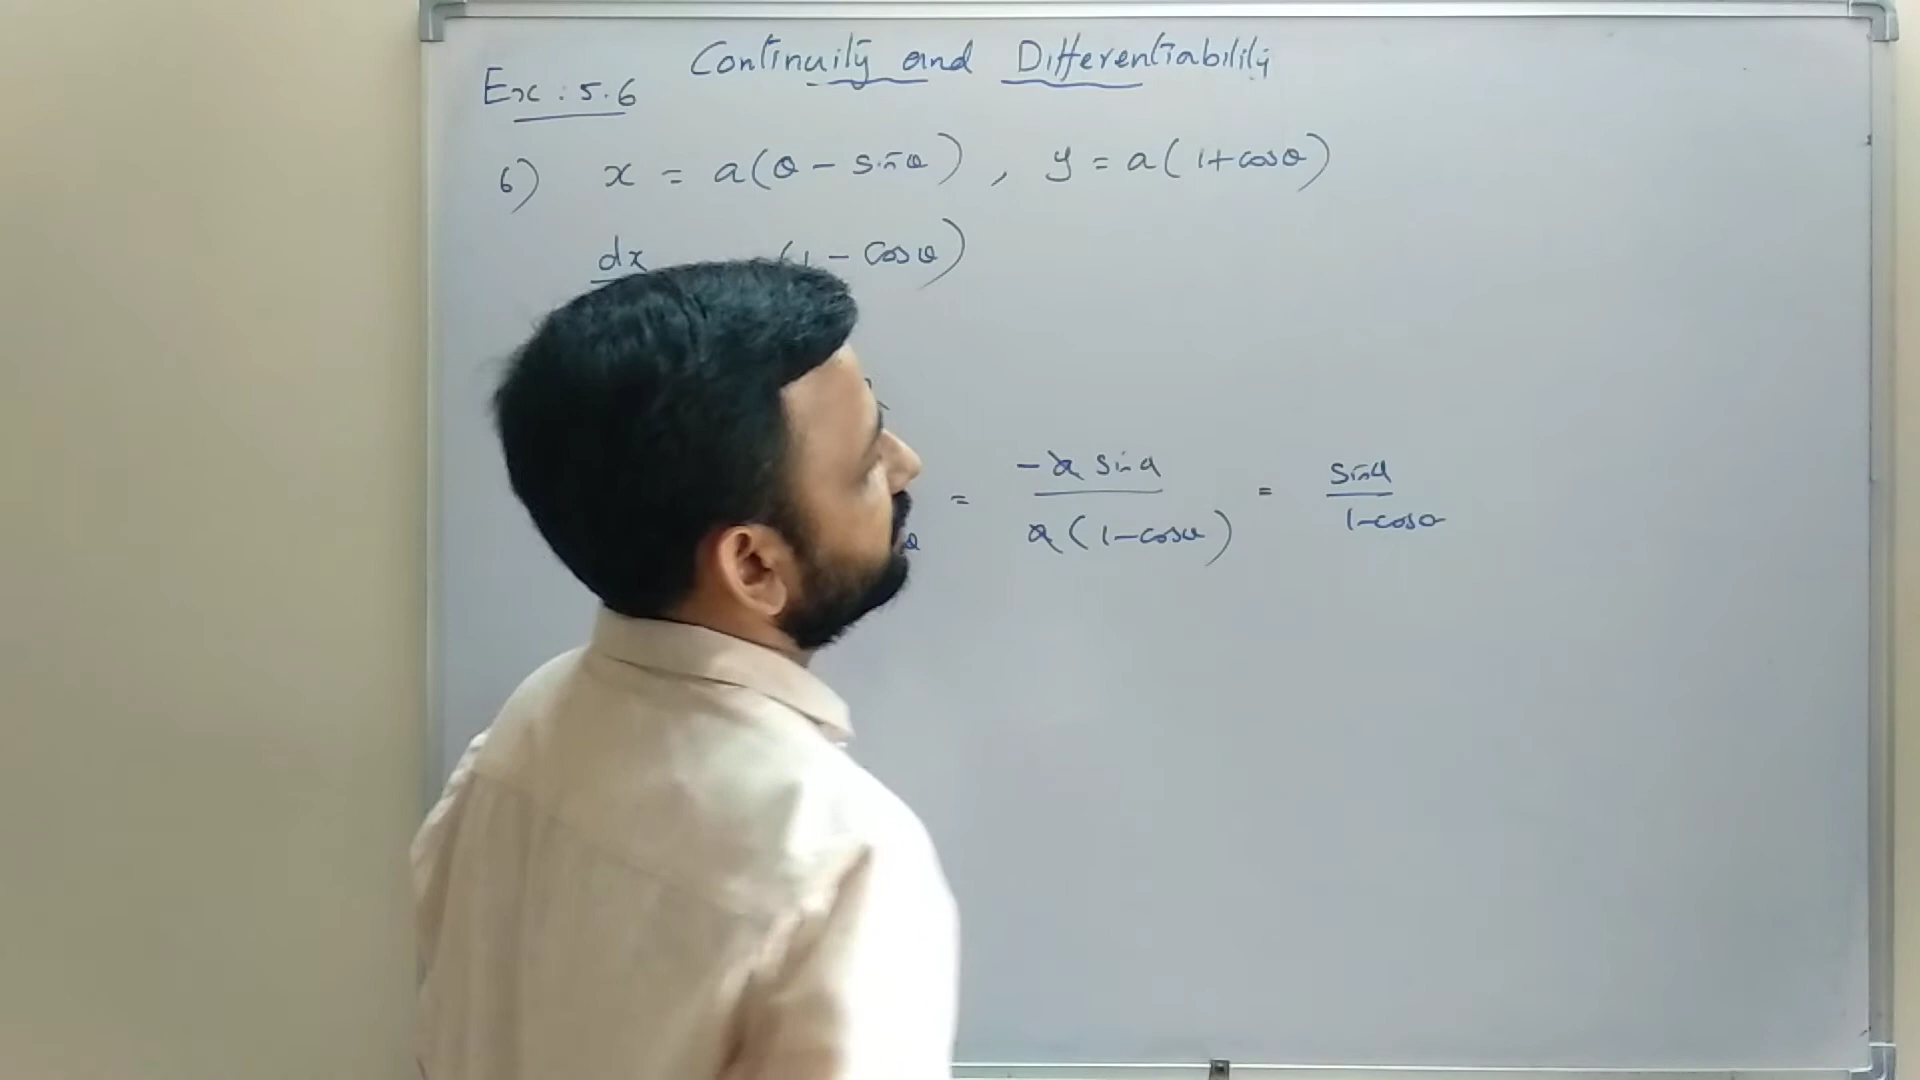 Continuity and Differentiability
Ex : 5.6
6) x = a(θ - sinθ) , y = a(1+cosθ)
dx (1 - cosθ)
= -a sinθ / a(1-cosθ) = sinθ / 1-cosθ